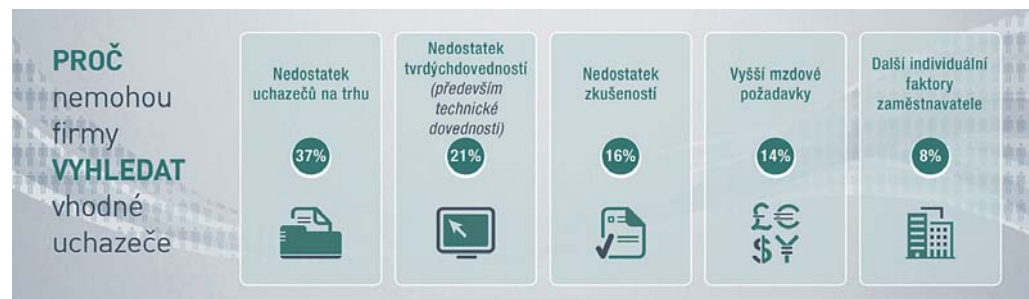 PROČ
nemohou
firmy
VYHLEDAT
vhodné
uchazeče
Nedostatek
uchazečů na trhu
37%
Nedostatek
tvrdýchdovedností
(především
technické
dovednosti)
21%
Nedostatek
zkušeností
16%
Vyšší mzdové
požadavky
14%
Další individuální
faktory
zaměstnavatele
8%
£€
$¥